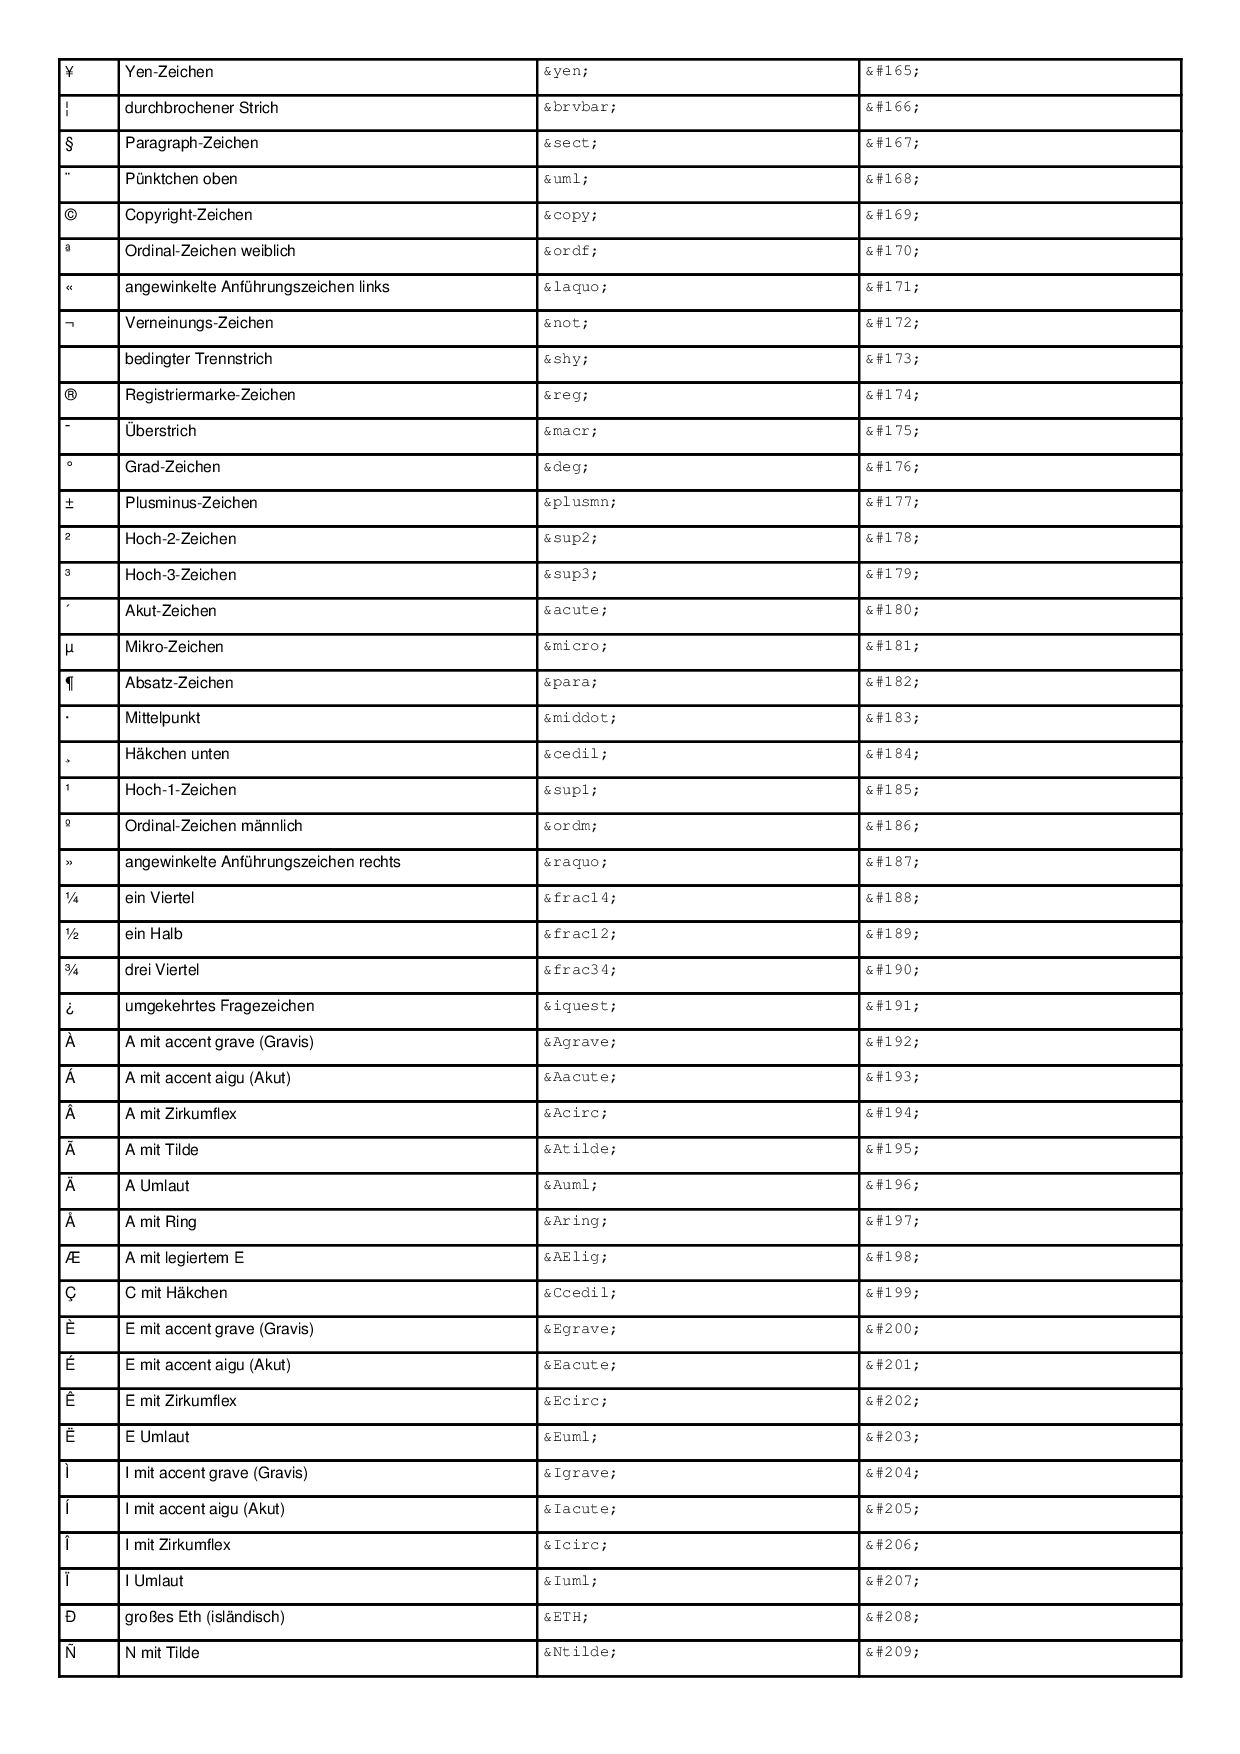 ¥ Yen-Zeichen &yen; &#165;
¦ durchbrochener Strich &brvbar; &#166;
§ Paragraph-Zeichen &sect; &#167;
¨ Pünktchen oben &uml; &#168;
© Copyright-Zeichen &copy; &#169;
ª Ordinal-Zeichen weiblich &ordf; &#170;
« angewinkelte Anführungszeichen links &laquo; &#171;
¬ Verneinungs-Zeichen &not; &#172;
bedingter Trennstrich &shy; &#173;
® Registriermarke-Zeichen &reg; &#174;
¯ Überstrich &macr; &#175;
° Grad-Zeichen &deg; &#176;
± Plusminus-Zeichen &plusmn; &#177;
² Hoch-2-Zeichen &sup2; &#178;
³ Hoch-3-Zeichen &sup3; &#179;
´ Akut-Zeichen &acute; &#180;
µ Mikro-Zeichen &micro; &#181;
¶ Absatz-Zeichen &para; &#182;
· Mittelpunkt &middot; &#183;
¸ Häkchen unten &cedil; &#184;
¹ Hoch-1-Zeichen &sup1; &#185;
º Ordinal-Zeichen männlich &ordm; &#186;
» angewinkelte Anführungszeichen rechts &raquo; &#187;
¼ ein Viertel &frac14; &#188;
½ ein Halb &frac12; &#189;
¾ drei Viertel &frac34; &#190;
¿ umgekehrtes Fragezeichen &iquest; &#191;
À A mit accent grave (Gravis) &Agrave; &#192;
Á A mit accent aigu (Akut) &Aacute; &#193;
Â A mit Zirkumflex &Acirc; &#194;
Ã A mit Tilde &Atilde; &#195;
Ä A Umlaut &Auml; &#196;
Å A mit Ring &Aring; &#197;
Æ A mit legiertem E &AElig; &#198;
Ç C mit Häkchen &Ccedil; &#199;
È E mit accent grave (Gravis) &Egrave; &#200;
É E mit accent aigu (Akut) &Eacute; &#201;
Ê E mit Zirkumflex &Ecirc; &#202;
Ë E Umlaut &Euml; &#203;
Ì I mit accent grave (Gravis) &Igrave; &#204;
Í I mit accent aigu (Akut) &Iacute; &#205;
Î I mit Zirkumflex &Icirc; &#206;
Ï I Umlaut &Iuml; &#207;
Ð großes Eth (isländisch) &ETH; &#208;
Ñ N mit Tilde &Ntilde; &#209;